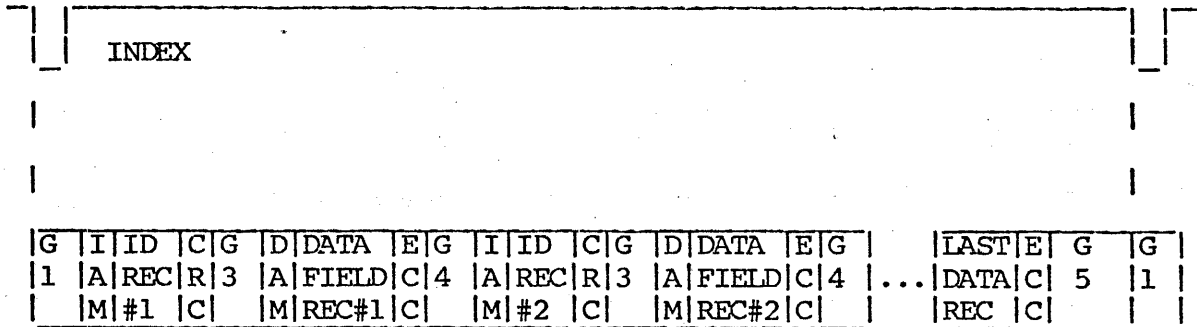 INDEX
|G |I|ID |C|G |D|DATA |E|G |I|ID |C|G |D|DATA |E|G | |LAST|E| G |G |
|1 |A|REC|R|3 |A|FIELD|C|4 |A|REC|R|3 |A|FIELD|C|4 |...|DATA|C| 5 |1 |
| |M|#1 |C| |M|REC#1|C| |M|#2 |C| |M|REC#2|C| | |REC |C| | |